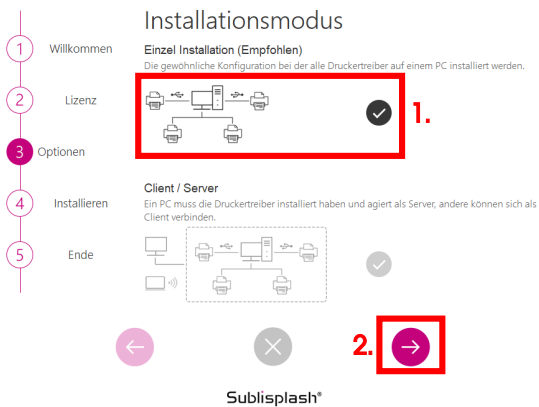 Installationsmodus
1 Willkommen
Einzel Installation (Empfohlen)
Die gewöhnliche Konfiguration bei der alle Druckertreiber auf einem PC installiert werden.
2 Lizenz
1.
3 Optionen
Client / Server
4 Installieren
Ein PC muss die Druckertreiber installiert haben und agiert als Server, andere können sich als
Client verbinden.
5 Ende
2.
Sublisplash®